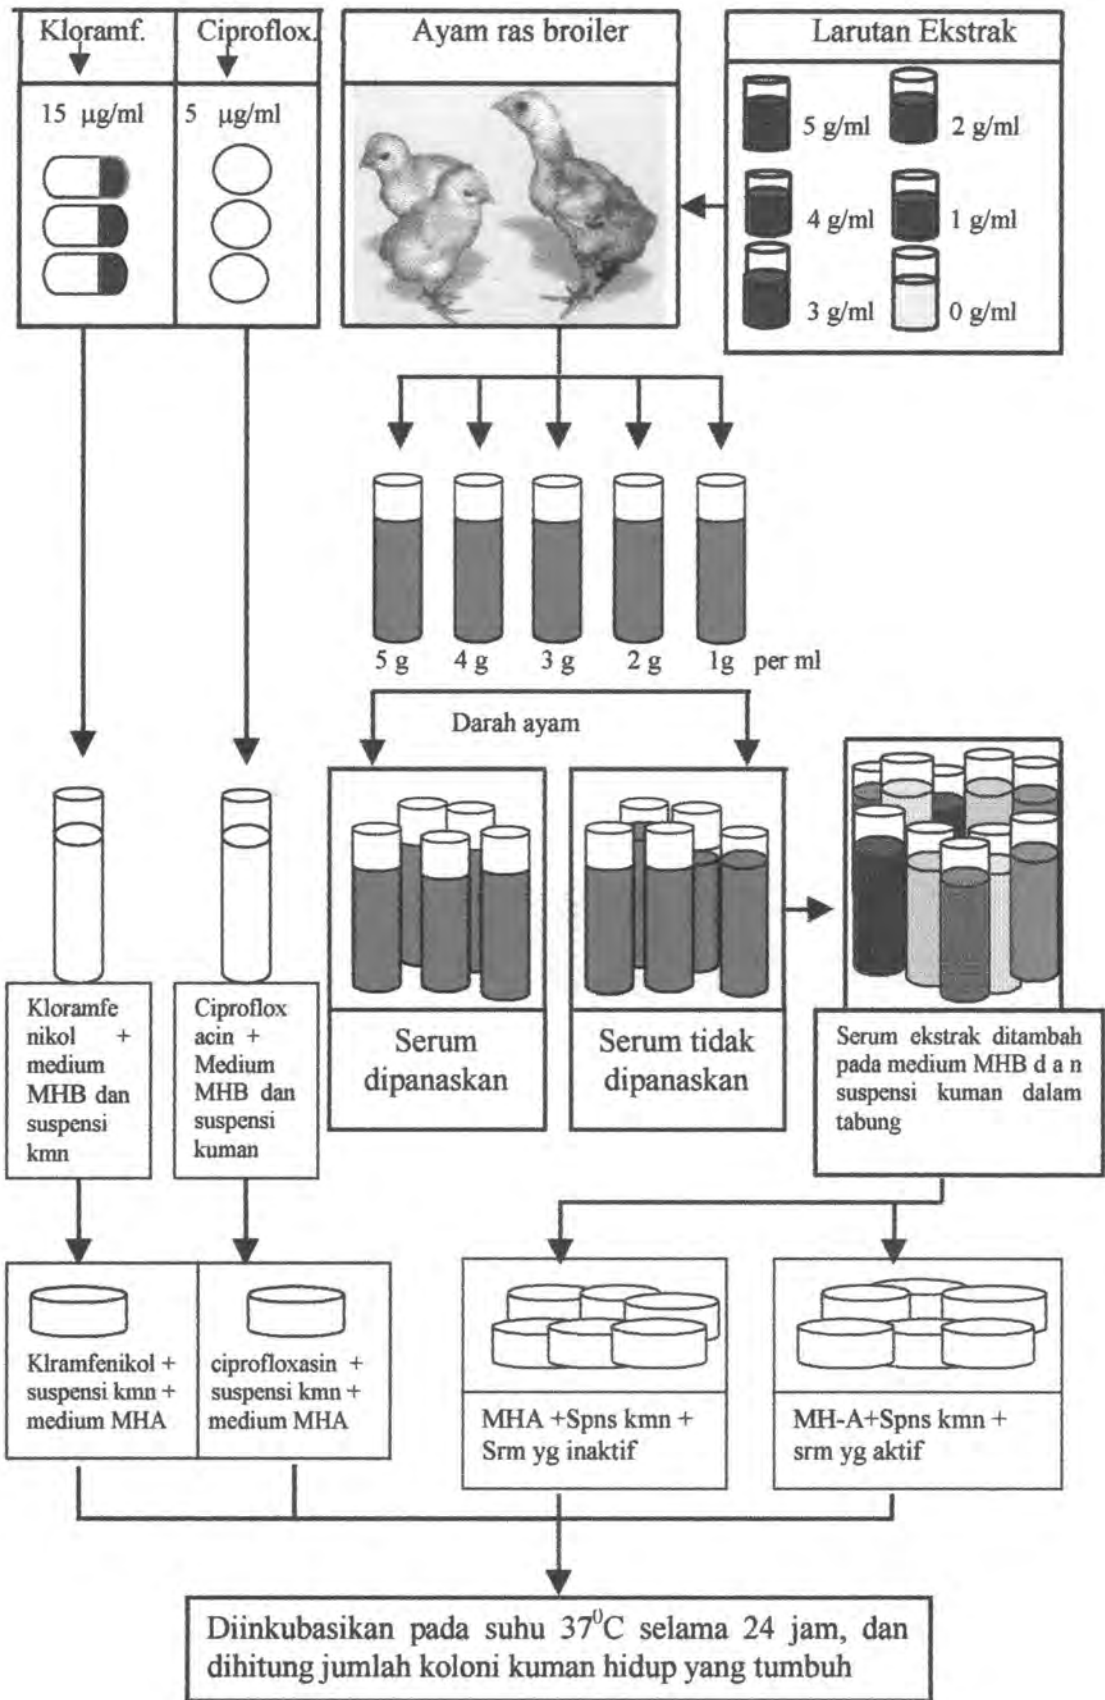 Kloramf.
Ciproflox.
15 µg/ml
5 µg/ml
Ayam ras broiler
Larutan Ekstrak
5 g/ml
2 g/ml
4 g/ml
1 g/ml
3 g/ml
0 g/ml
5 g
4 g
3 g
2 g
1g per ml
Darah ayam
Kloramfe
nikol +
medium
MHB dan
suspensi
kmn
Ciproflox
acin +
Medium
MHB dan
suspensi
kuman
Serum
dipanaskan
Serum tidak
dipanaskan
Serum ekstrak ditambah
pada medium MHB d a n
suspensi kuman dalam
tabung
Klramfenikol +
suspensi kmn +
medium MHA
ciprofloxasin +
suspensi kmn +
medium MHA
MHA +Spns kmn +
Srm yg inaktif
MH-A+Spns kmn +
srm yg aktif
Diinkubasikan pada suhu 37⁰C selama 24 jam, dan
dihitung jumlah koloni kuman hidup yang tumbuh